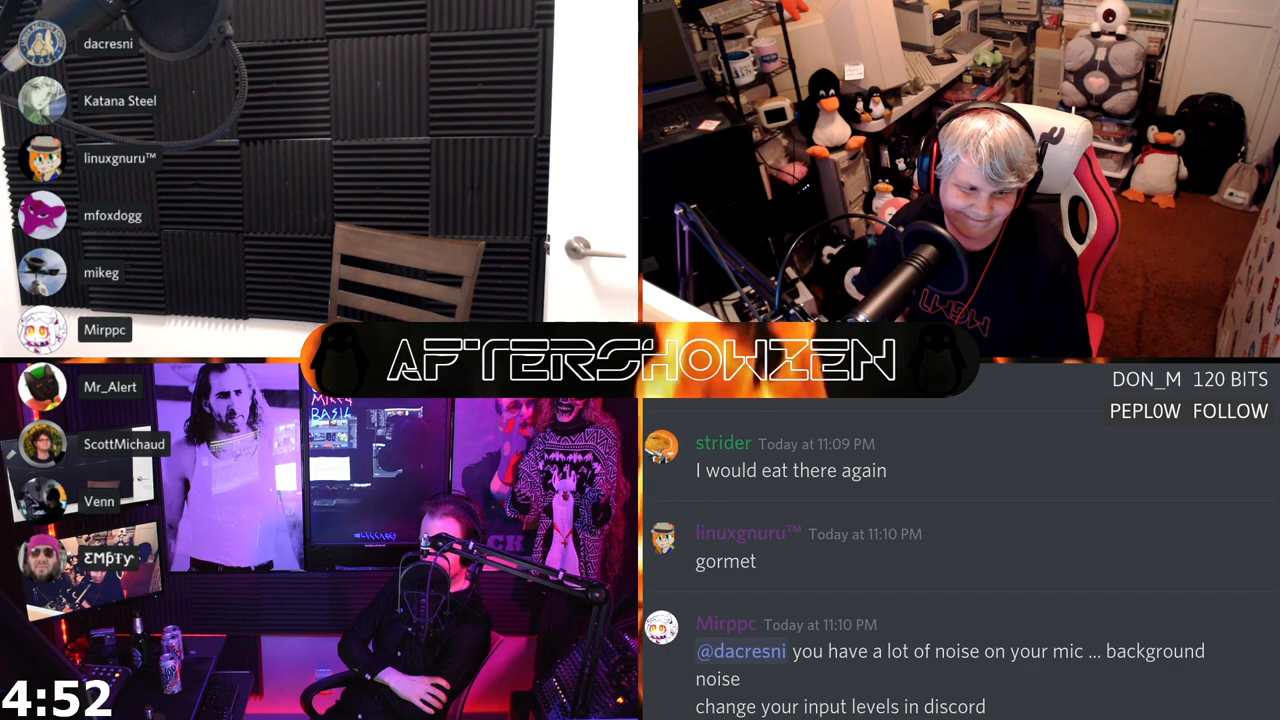 dacresni
Katana Steel
linuxgnuru™
mfoxdogg
mikeg
Mirppc
Mr_Alert
ScottMichaud
Venn
ΣMβTy
4:52
AFTERSHOWZEN
DON_M 120 BITS
PEPL0W FOLLOW
strider Today at 11:09 PM
I would eat there again
linuxgnuru™ Today at 11:10 PM
gormet
Mirppc Today at 11:10 PM
@dacresni you have a lot of noise on your mic ... background
noise
change your input levels in discord